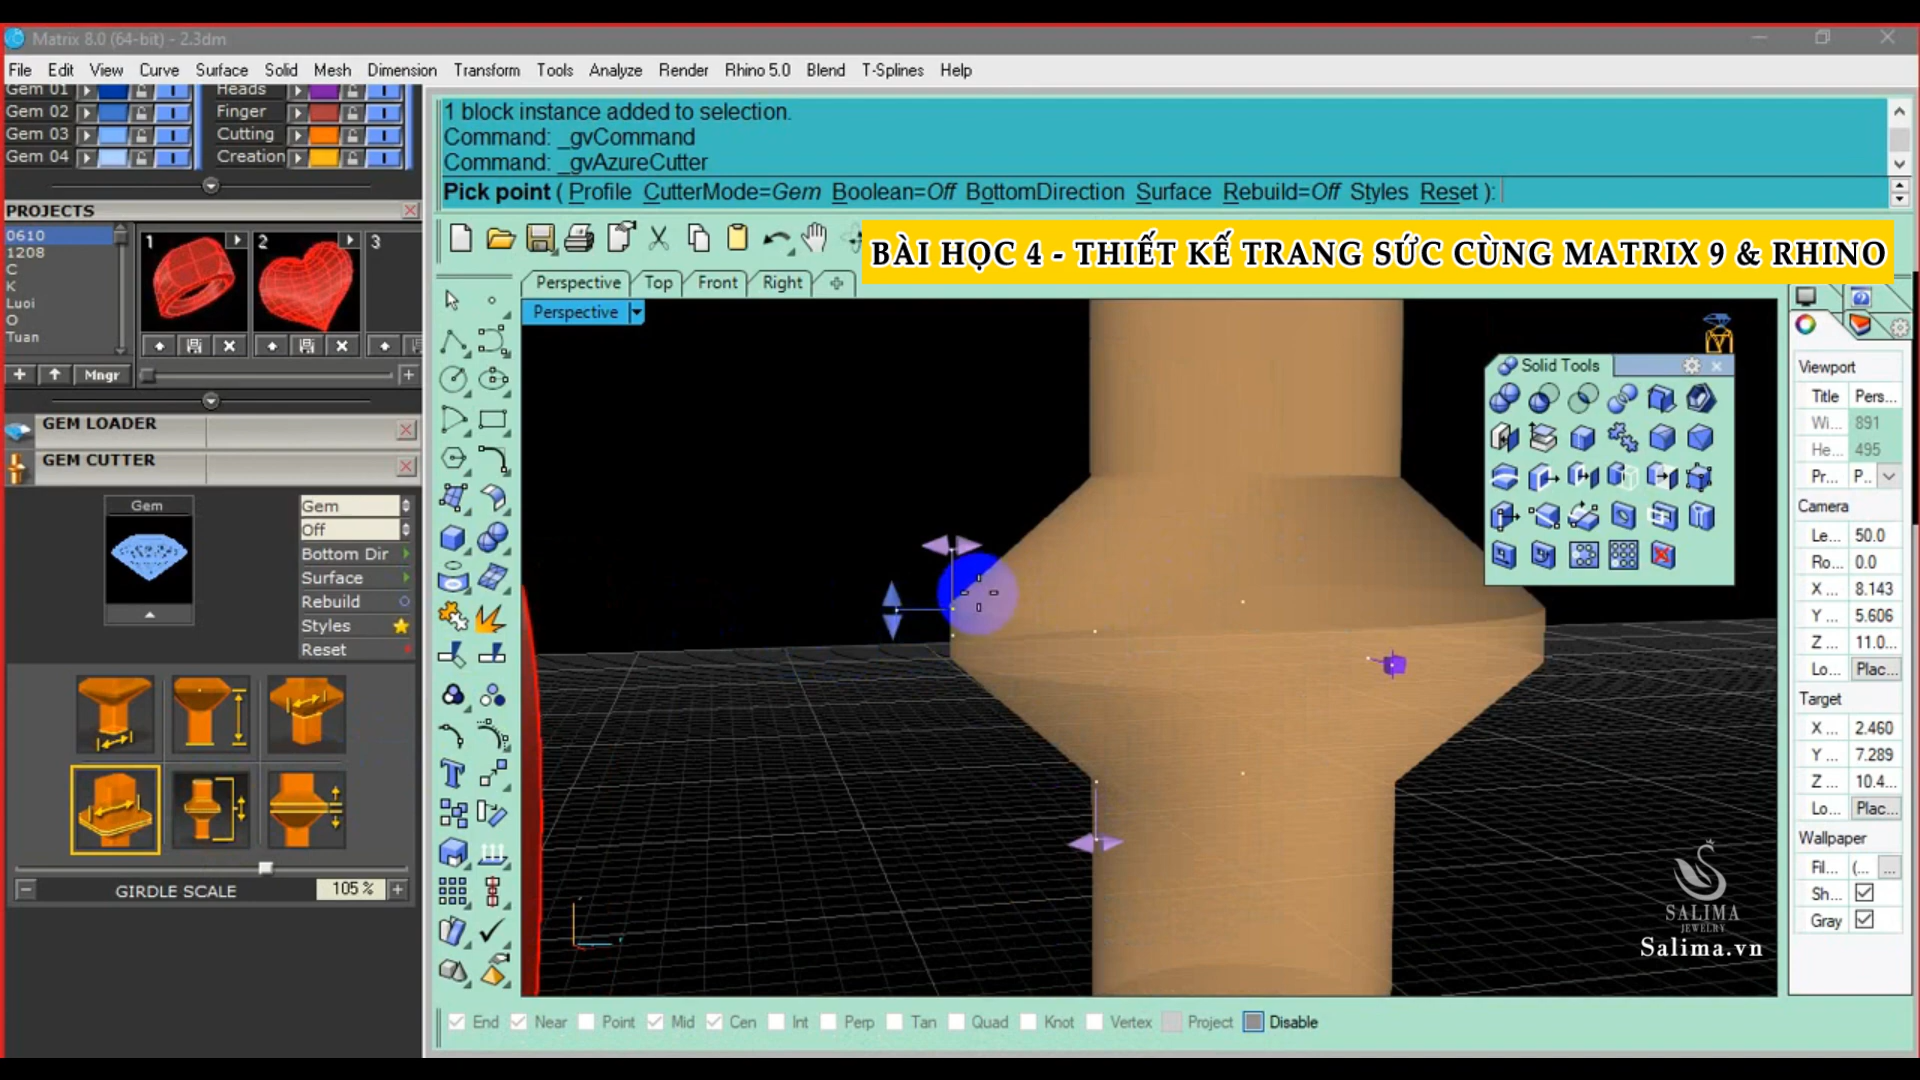 Matrix 8.0 (64-bit) - 2.3dm
File Edit View Curve Surface Solid Mesh Dimension Transform Tools Analyze Render Rhino 5.0 Blend T-Splines Help
Gem 01 Heads
Gem 02 Finger
Gem 03 Cutting
Gem 04 Creation
1 block instance added to selection.
Command: _gvCommand
Command: _gvAzureCutter
Pick point ( Profile CutterMode=Gem Boolean=Off BottomDirection Surface Rebuild=Off Styles Reset ):
BÀI HỌC 4 - THIẾT KẾ TRANG SỨC CÙNG MATRIX 9 & RHINO
PROJECTS
0610
1208
C
K
Luoi
O
Tuan
1 2 3
Mngr
Perspective Top Front Right
Perspective
Solid Tools
GEM LOADER
GEM CUTTER
Gem
Gem
Off
Bottom Dir
Surface
Rebuild
Styles
Reset
GIRDLE SCALE 105 %
Viewport
Title Pers...
Wi... 891
He... 495
Pr... P..
Camera
Le... 50.0
Ro... 0.0
X ... 8.143
Y ... 5.606
Z ... 11.0...
Lo... Plac...
Target
X ... 2.460
Y ... 7.289
Z ... 10.4...
Lo... Plac...
Wallpaper
Fil... (... ...
Sh...
Gray
SALIMA
JEWELRY
Salima.vn
End Near Point Mid Cen Int Perp Tan Quad Knot Vertex Project Disable